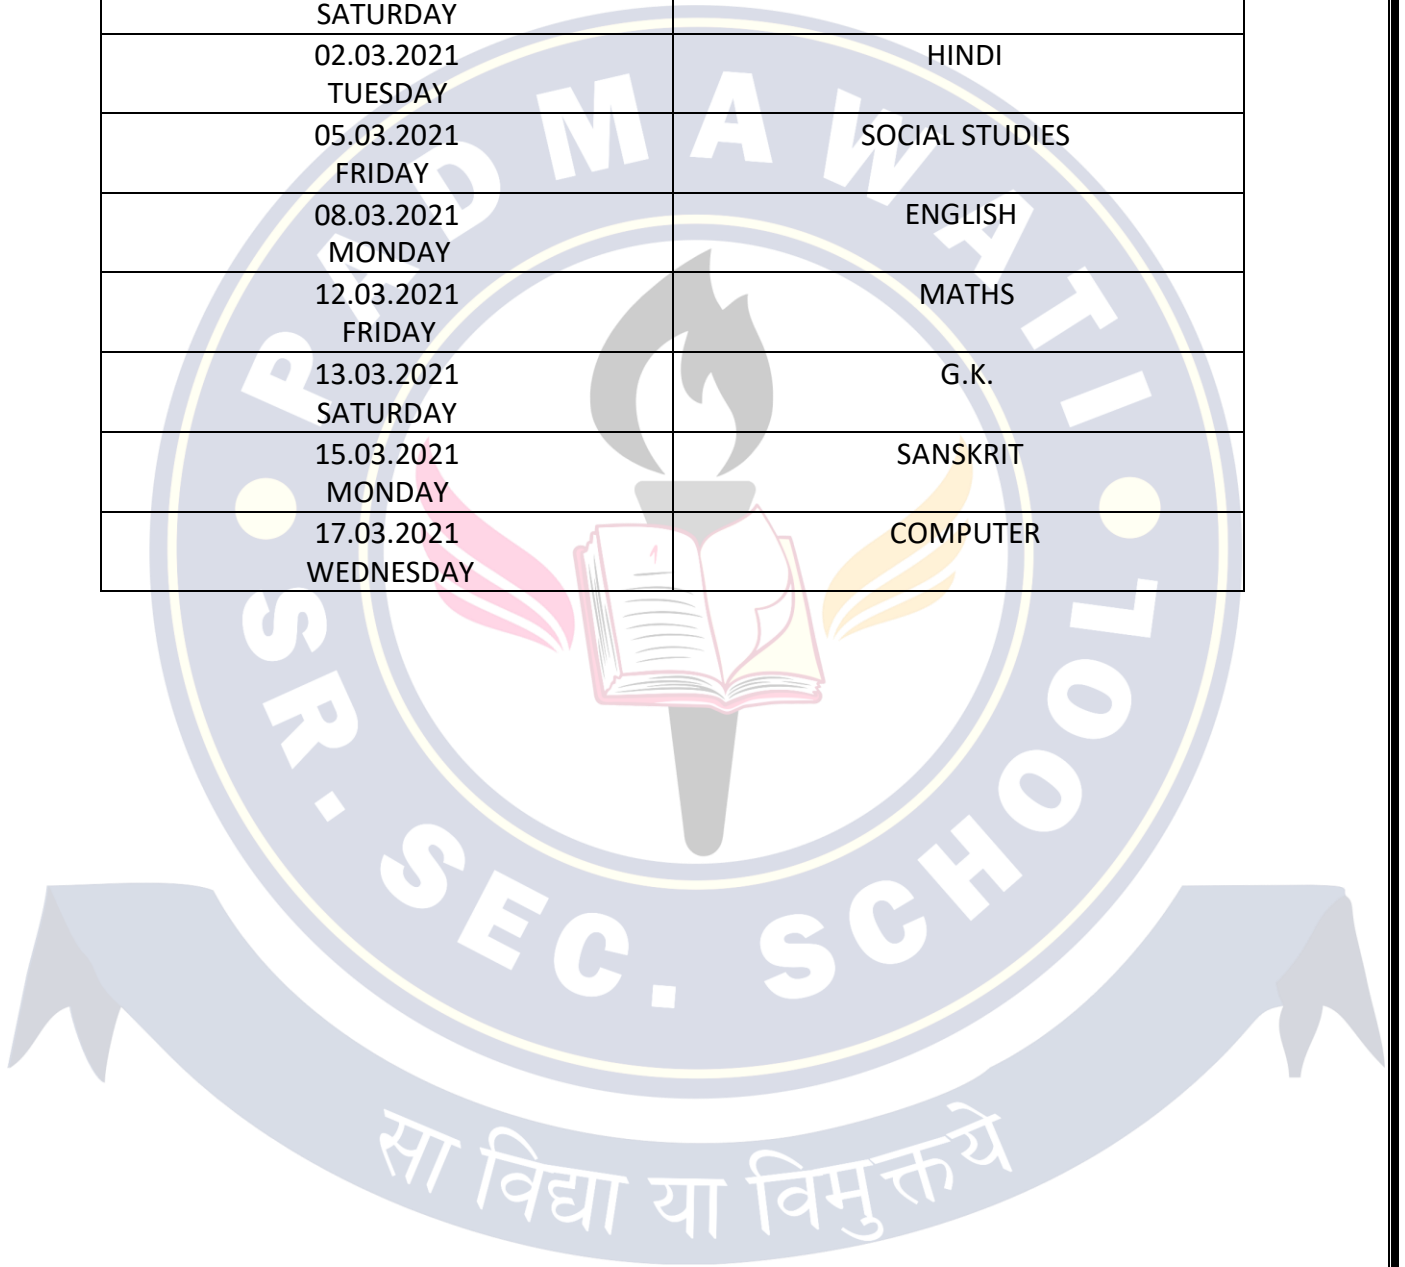 SATURDAY
02.03.2021 HINDI
TUESDAY
05.03.2021 SOCIAL STUDIES
FRIDAY
08.03.2021 ENGLISH
MONDAY
12.03.2021 MATHS
FRIDAY
13.03.2021 G.K.
SATURDAY
15.03.2021 SANSKRIT
MONDAY
17.03.2021 COMPUTER
WEDNESDAY
PADMAWATI
SR. SEC. SCHOOL
सा विद्या या विमुक्तये